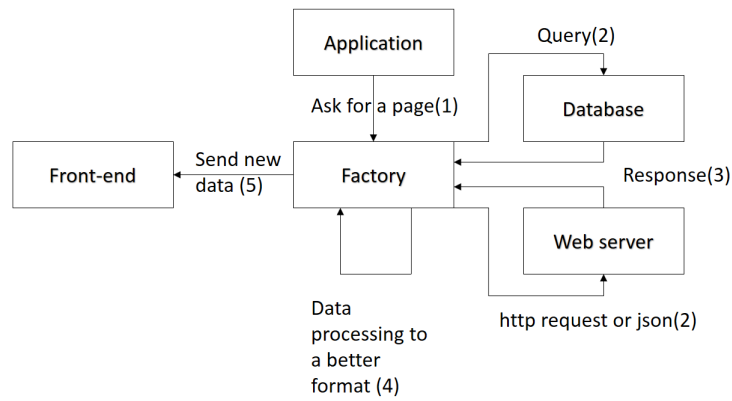 Application
Query(2)
Ask for a page(1)
Database
Front-end
Send new
data (5)
Factory
Response(3)
Web server
Data
processing to
a better
format (4)
http request or json(2)